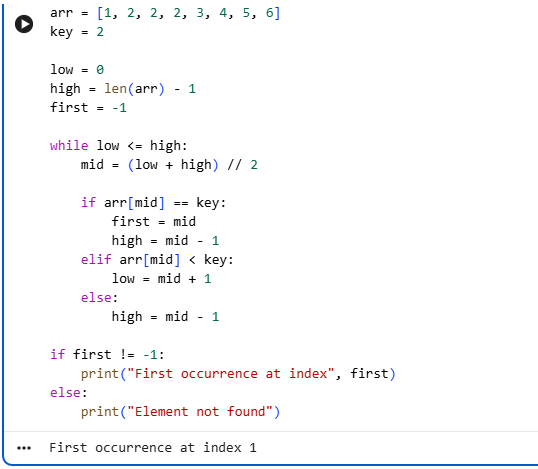 arr = [1, 2, 2, 2, 3, 4, 5, 6]
key = 2

low = 0
high = len(arr) - 1
first = -1

while low <= high:
    mid = (low + high) // 2

    if arr[mid] == key:
        first = mid
        high = mid - 1
    elif arr[mid] < key:
        low = mid + 1
    else:
        high = mid - 1

if first != -1:
    print("First occurrence at index", first)
else:
    print("Element not found")
First occurrence at index 1